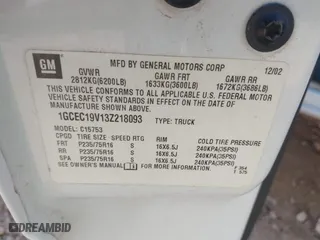 GM
MFD BY GENERAL MOTORS CORP 12/02
GVWR GAWR FRT GAWR RR
2812KG(6200LB) 1633KG(3600LB) 1672KG(3686LB)
THIS VEHICLE CONFORMS TO ALL APPLICABLE U.S. FEDERAL MOTOR
VEHICLE SAFETY STANDARDS IN EFFECT ON THE DATE OF
MANUFACTURE SHOWN ABOVE.
1GCEC19V13Z218093 TYPE: TRUCK
MODEL: C15753
CPGD TIRE SIZE SPEED RTG RIM COLD TIRE PRESSURE
FRT P235/75R16 S 16X6.5J 240KPA(35PSI)
RR P235/75R16 S 16X6.5J 240KPA(35PSI)
SPA P235/75R16 S 16X6.5J 240KPA(35PSI)
SEE OWNER'S MANUAL FOR MORE INFORMATION.
DREAMBID